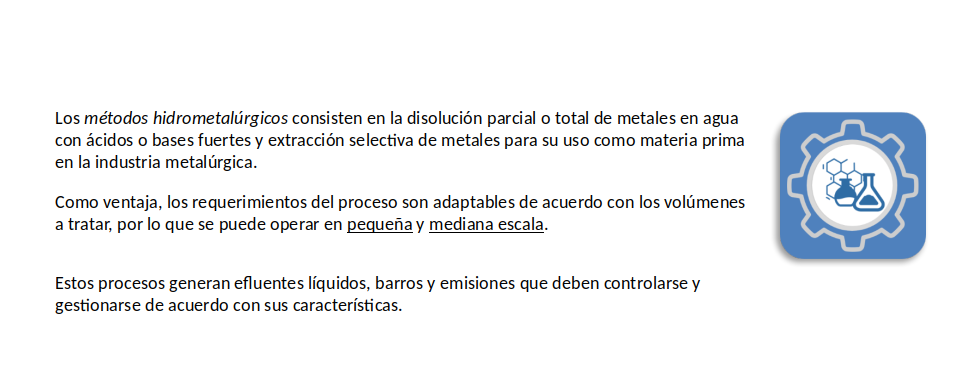 Los métodos hidrometalúrgicos consisten en la disolución parcial o total de metales en agua
con ácidos o bases fuertes y extracción selectiva de metales para su uso como materia prima
en la industria metalúrgica.
Como ventaja, los requerimientos del proceso son adaptables de acuerdo con los volúmenes
a tratar, por lo que se puede operar en pequeña y mediana escala.
Estos procesos generan efluentes líquidos, barros y emisiones que deben controlarse y
gestionarse de acuerdo con sus características.